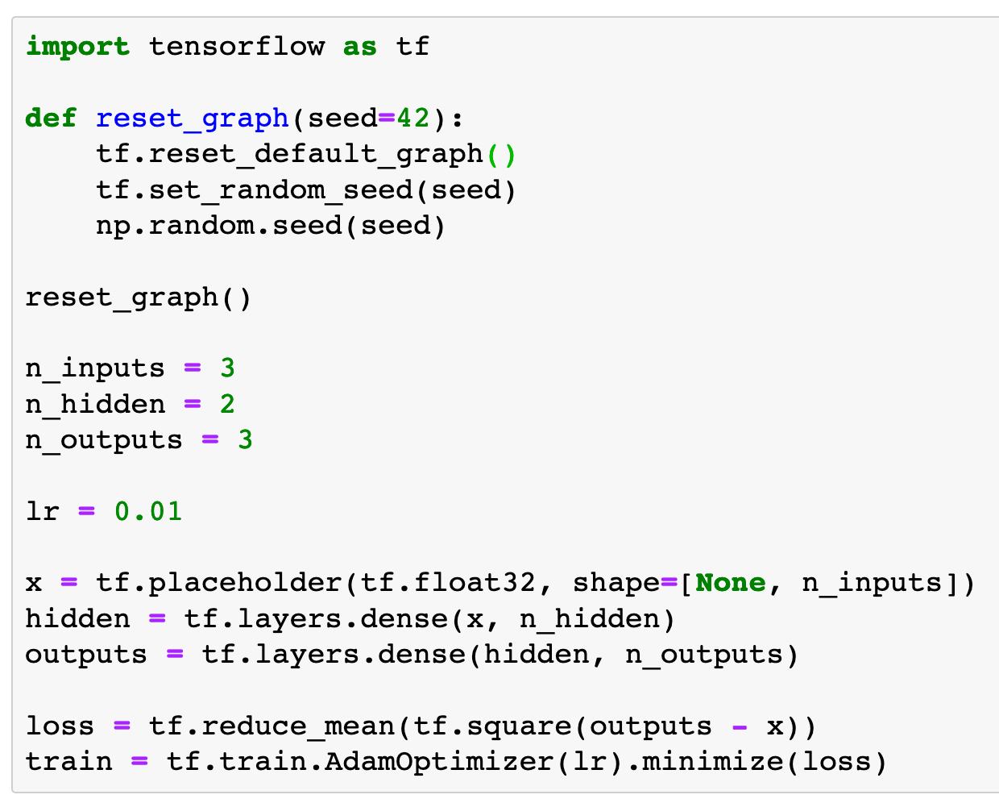 import tensorflow as tf
def reset_graph(seed=42):
    tf.reset_default_graph()
    tf.set_random_seed(seed)
    np.random.seed(seed)
reset_graph()
n_inputs = 3
n_hidden = 2
n_outputs = 3
lr = 0.01
x = tf.placeholder(tf.float32, shape=[None, n_inputs])
hidden = tf.layers.dense(x, n_hidden)
outputs = tf.layers.dense(hidden, n_outputs)
loss = tf.reduce_mean(tf.square(outputs - x))
train = tf.train.AdamOptimizer(lr).minimize(loss)